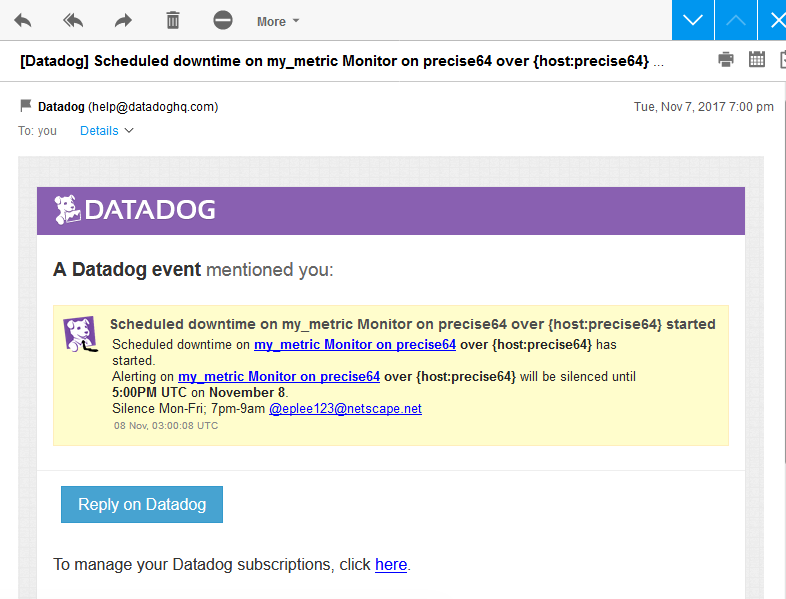 More
[Datadog] Scheduled downtime on my_metric Monitor on precise64 over {host:precise64} ...
Datadog (help@datadoghq.com)
Tue, Nov 7, 2017 7:00 pm
To: you Details
DATADOG
A Datadog event mentioned you:
Scheduled downtime on my_metric Monitor on precise64 over {host:precise64} started
Scheduled downtime on my_metric Monitor on precise64 over {host:precise64} has
started.
Alerting on my_metric Monitor on precise64 over {host:precise64} will be silenced until
5:00PM UTC on November 8.
Silence Mon-Fri; 7pm-9am @eplee123@netscape.net
08 Nov, 03:00:08 UTC
Reply on Datadog
To manage your Datadog subscriptions, click here.